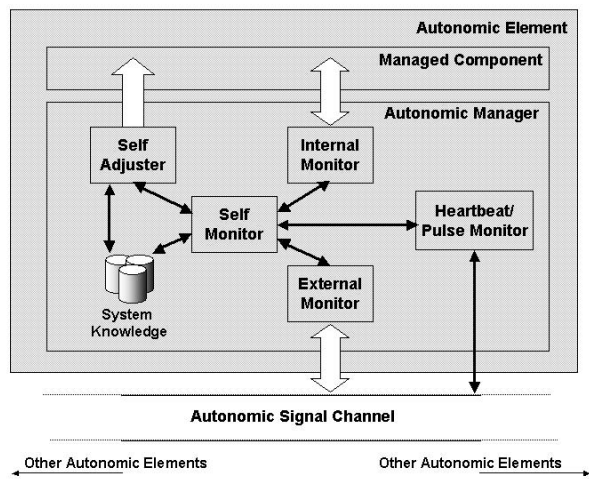 Autonomic Element
Managed Component
Autonomic Manager
Self
Adjuster
Internal
Monitor
Self
Monitor
Heartbeat/
Pulse Monitor
External
Monitor
System
Knowledge
Autonomic Signal Channel
Other Autonomic Elements
Other Autonomic Elements